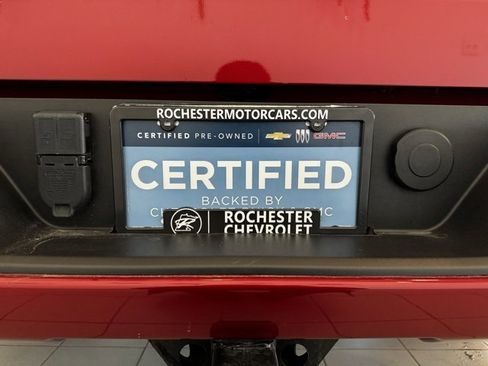 ROCHESTERMOTORCARS.COM
CERTIFIED PRE-OWNED GMC
CERTIFIED
BACKED BY
ROCHESTER
CHEVROLET